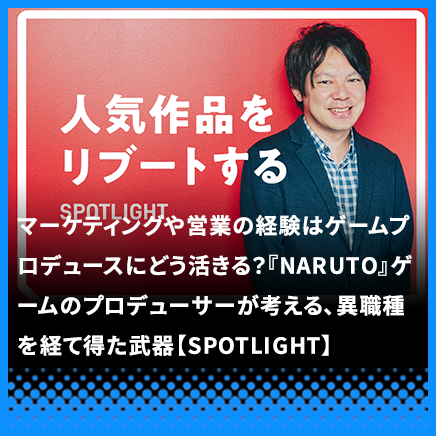 人気作品を
リブートする
SPOTLIGHT
マーケティングや営業の経験はゲームプ
ロデュースにどう活きる?『NARUTO』ゲ
ームのプロデューサーが考える、異職種
を経て得た武器【SPOTLIGHT】